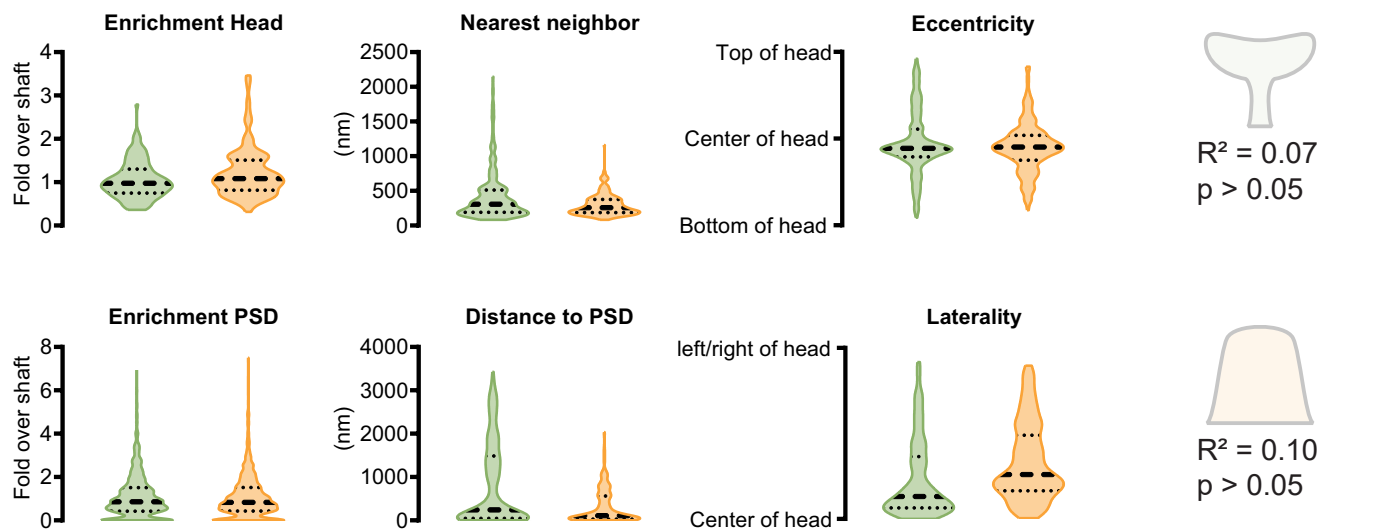 Enrichment Head
Fold over shaft
4
3
2
1
0
Nearest neighbor
(nm)
2500
2000
1500
1000
500
0
Eccentricity
Top of head
Center of head
Bottom of head
R² = 0.07
p > 0.05
Enrichment PSD
Fold over shaft
8
6
4
2
0
Distance to PSD
(nm)
4000
3000
2000
1000
0
Laterality
left/right of head
Center of head
R² = 0.10
p > 0.05